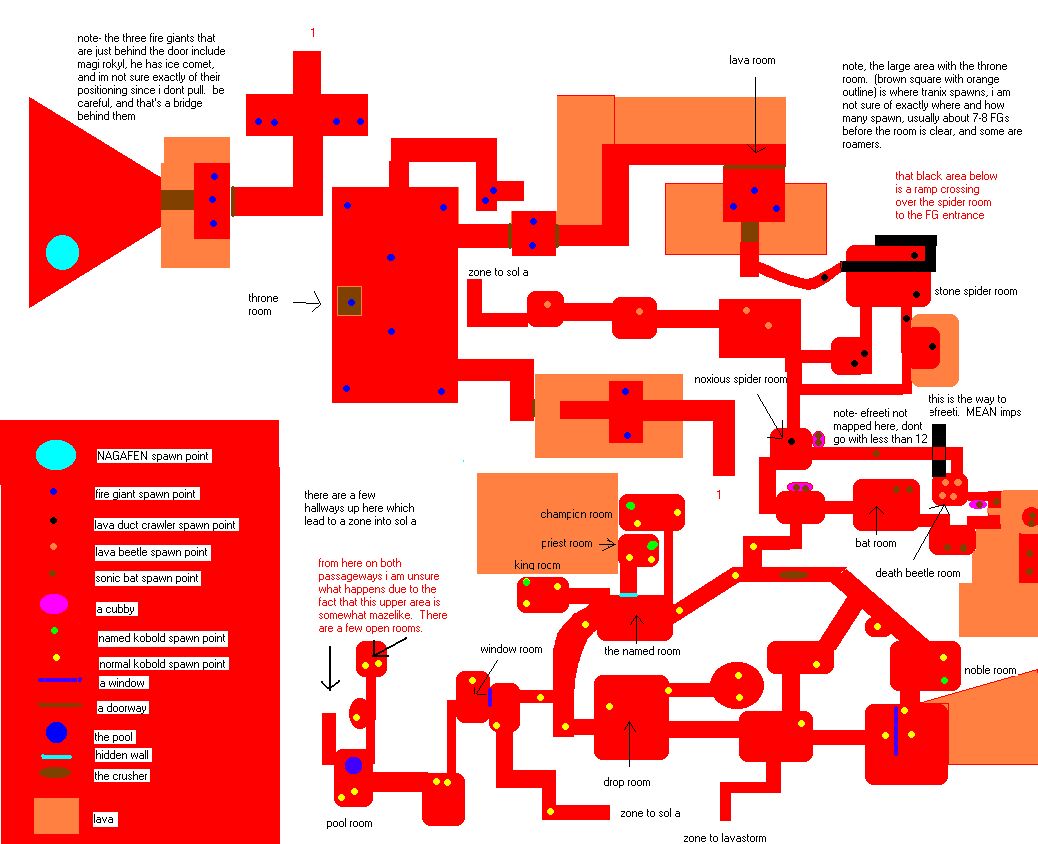 note- the three fire giants that
are just behind the door include
magi rokyl, he has ice comet,
and im not sure exactly of their
positioning since i dont pull.  be
careful, and that's a bridge
behind them
1
lava room
note, the large area with the throne
room.  (brown square with orange
outline) is where tranix spawns, i am
not sure of exactly where and how
many spawn, usually about 7-8 FGs
before the room is clear, and some are
roamers.
that black area below
is a ramp crossing
over the spider room
to the FG entrance
zone to sol a
throne
room
stone spider room
noxious spider room
this is the way to
efreeti.  MEAN imps
note- efreeti not
mapped here, dont
go with less than 12
1
NAGAFEN spawn point
fire giant spawn point
lava duct crawler spawn point
lava beetle spawn point
sonic bat spawn point
a cubby
named kobold spawn point
normal kobold spawn point
a window
a doorway
the pool
hidden wall
the crusher
lava
there are a few
hallways up here which
lead to a zone into sol a
from here on both
passageways i am unsure
what happens due to the
fact that this upper area is
somewhat mazelike.  There
are a few open rooms.
champion room
priest room
king room
bat room
death beetle room
window room
the named room
noble room
drop room
pool room
zone to sol a
zone to lavastorm